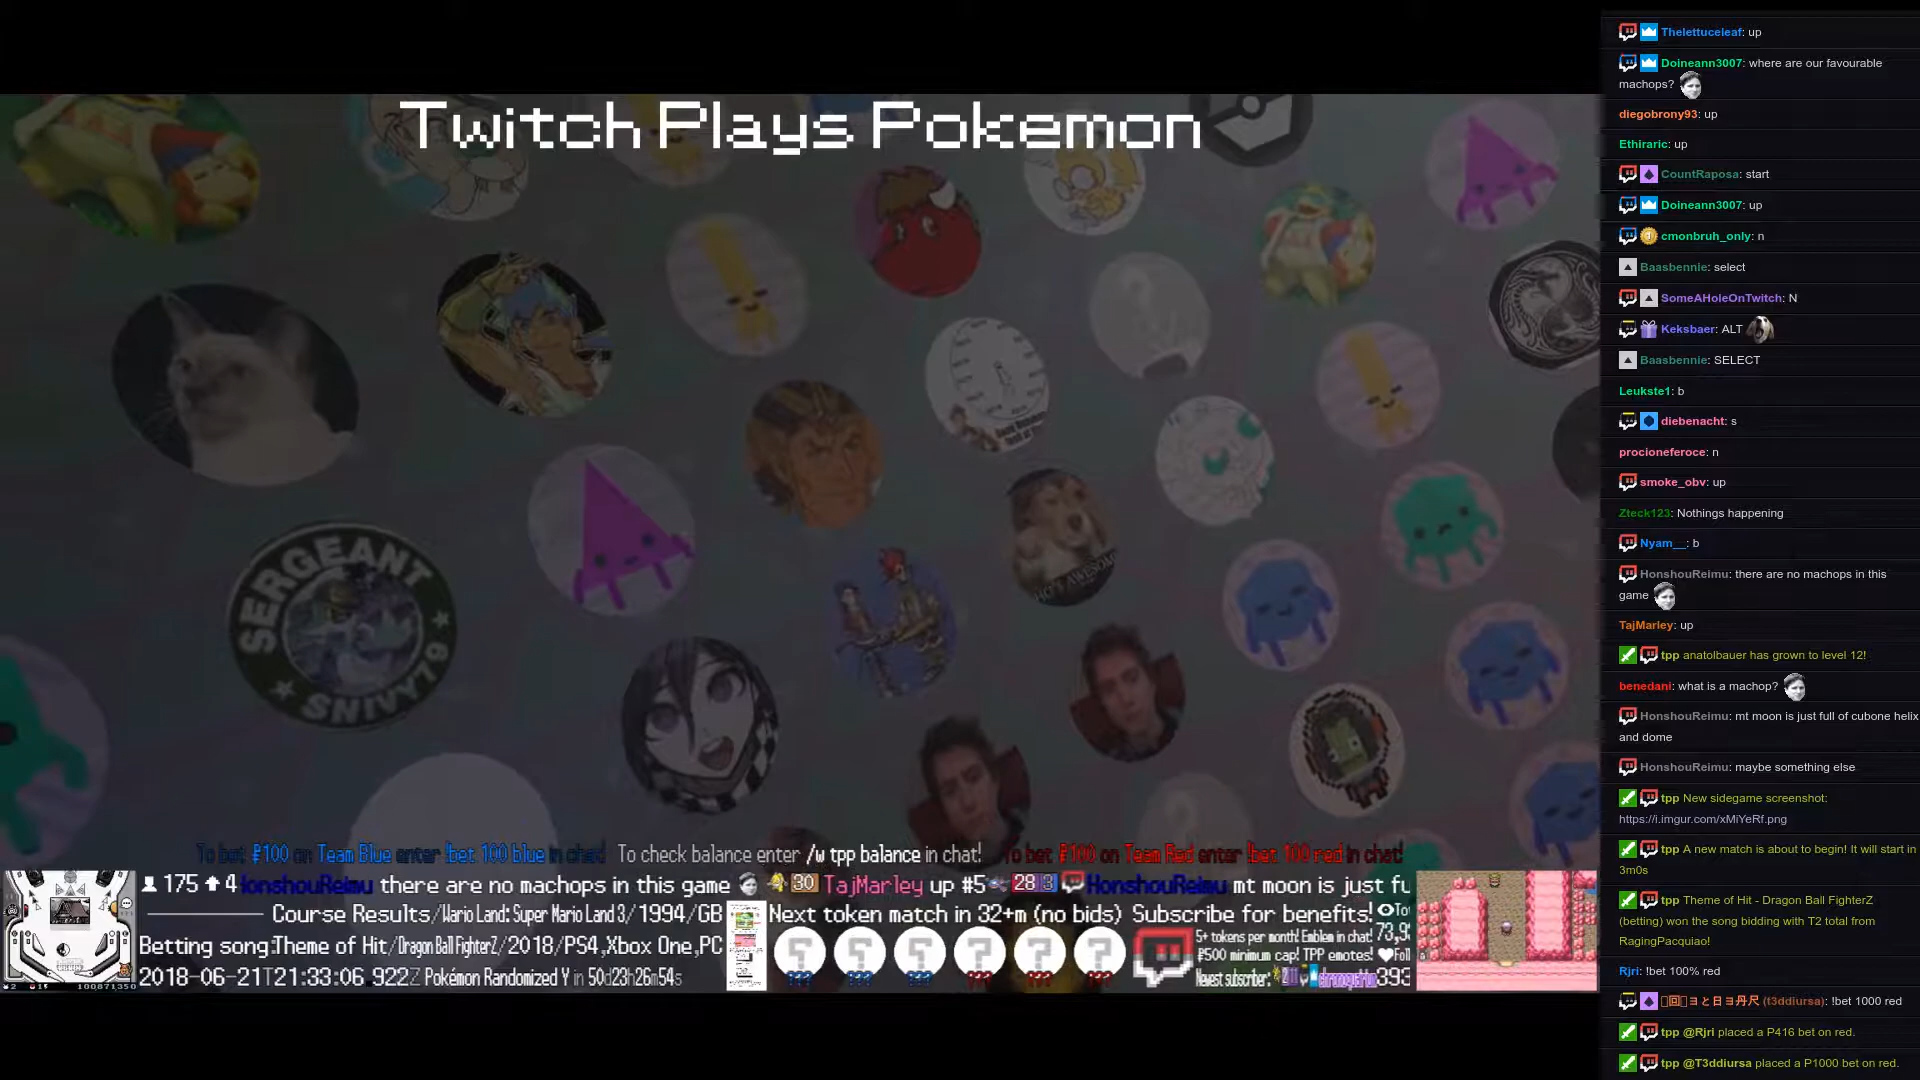 Twitch Plays Pokemon
SERGEANT
To bet ₽100 on Team Blue enter !bet 100 blue in chat!
To check balance enter /w tpp balance in chat!
To bet ₽100 on Team Red enter !bet 100 red in chat!
175 4 HonshouReimu there are no machops in this game 30 TajMarley up #5 28 3 HonshouReimu mt moon is just fu
Course Results/Wario Land: Super Mario Land 3/1994/GB
Next token match in 32+m (no bids)
Subscribe for benefits!
Betting song:Theme of Hit/Dragon Ball FighterZ/2018/PS4,Xbox One,PC
5+ tokens per month! Emblem in chat!
₽500 minimum cap! TPP emotes!
2018-06-21T21:33:06.922Z Pokémon Randomized Y in 50d23h26m54s
Newest subscriber:
Thelettuceleaf: up
Doineann3007: where are our favourable
machops?
diegobrony93: up
Ethiraric: up
CountRaposa: start
Doineann3007: up
cmonbruh_only: n
Baasbennie: select
SomeAHoleOnTwitch: N
Keksbaer: ALT
Baasbennie: SELECT
Leukste1: b
diebenacht: s
procioneferoce: n
smoke_obv: up
Zteck123: Nothings happening
Nyam__: b
HonshouReimu: there are no machops in this
game
TajMarley: up
tpp anatolbauer has grown to level 12!
benedani: what is a machop?
HonshouReimu: mt moon is just full of cubone helix
and dome
HonshouReimu: maybe something else
tpp New sidegame screenshot:
https://i.imgur.com/xMiYeRf.png
tpp A new match is about to begin! It will start in
3m0s
tpp Theme of Hit - Dragon Ball FighterZ
(betting) won the song bidding with T2 total from
RagingPacquiao!
Rjri: !bet 100% red
(t3ddiursa): !bet 1000 red
tpp @Rjri placed a P416 bet on red.
tpp @T3ddiursa placed a P1000 bet on red.